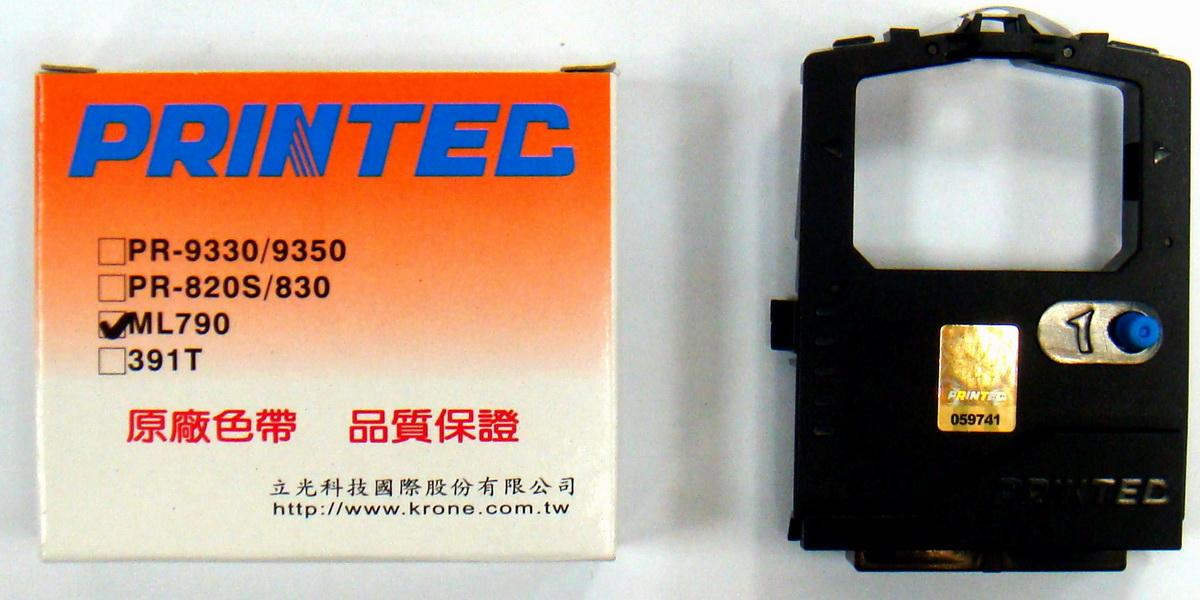 PRINTEC
PR-9330/9350
PR-820S/830
ML790
391T
原廠色帶 品質保證
立光科技國際股份有限公司
http://www.krone.com.tw
1
PRINTEC
059741
PRINTEC